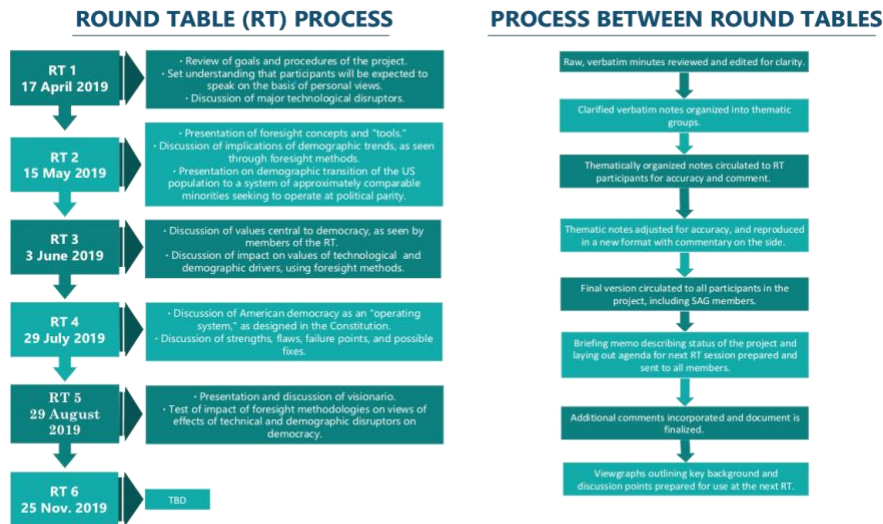 ROUND TABLE (RT) PROCESS
RT 1
17 April 2019
· Review of goals and procedures of the project.
· Set understanding that participants will be expected to
speak on the basis of personal views.
· Discussion of major technological disruptors.
RT 2
15 May 2019
· Presentation of foresight concepts and "tools."
· Discussion of implications of demographic trends, as seen
through foresight methods.
· Presentation on demographic transition of the US
population to a system of approximately comparable
minorities seeking to operate at political parity.
RT 3
3 June 2019
· Discussion of values central to democracy, as seen by
members of the RT.
· Discussion of impact on values of technological and
demographic drivers, using foresight methods.
RT 4
29 July 2019
· Discussion of American democracy as an "operating
system," as designed in the Constitution.
· Discussion of strengths, flaws, failure points, and possible
fixes.
RT 5
29 August
2019
· Presentation and discussion of visionario.
· Test of impact of foresight methodologies on views of
effects of technical and demographic disruptors on
democracy.
RT 6
25 Nov. 2019
TBD
PROCESS BETWEEN ROUND TABLES
Raw, verbatim minutes reviewed and edited for clarity.
Clarified verbatim notes organized into thematic
groups.
Thematically organized notes circulated to RT
participants for accuracy and comment.
Thematic notes adjusted for accuracy, and reproduced
in a new format with commentary on the side.
Final version circulated to all participants in the
project, including SAG members.
Briefing memo describing status of the project and
laying out agenda for next RT session prepared and
sent to all members.
Additional comments incorporated and document is
finalized.
Viewgraphs outlining key background and
discussion points prepared for use at the next RT.